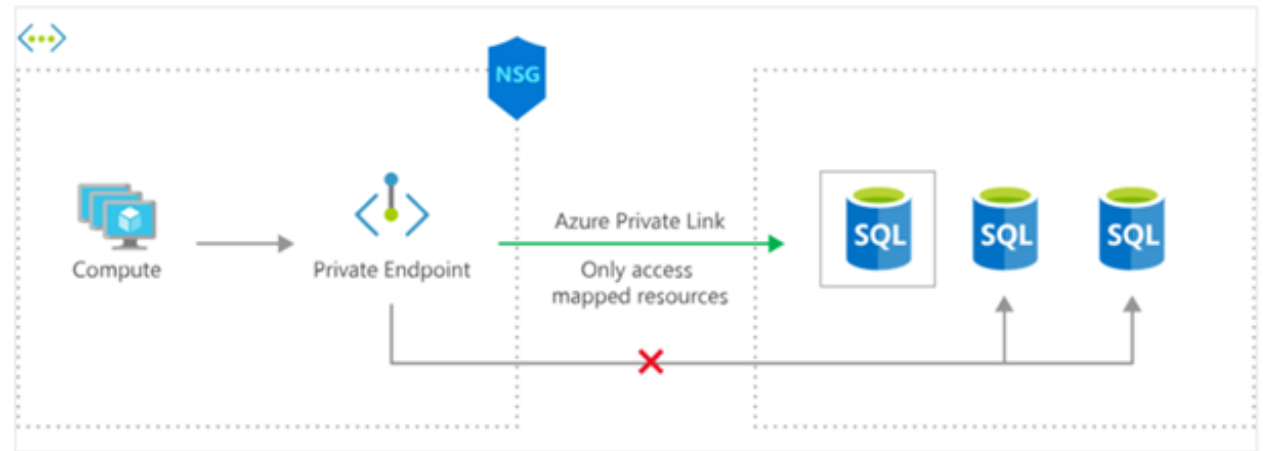 NSG
Azure Private Link
SQL
SQL
SQL
Compute
Private Endpoint
Only access
mapped resources